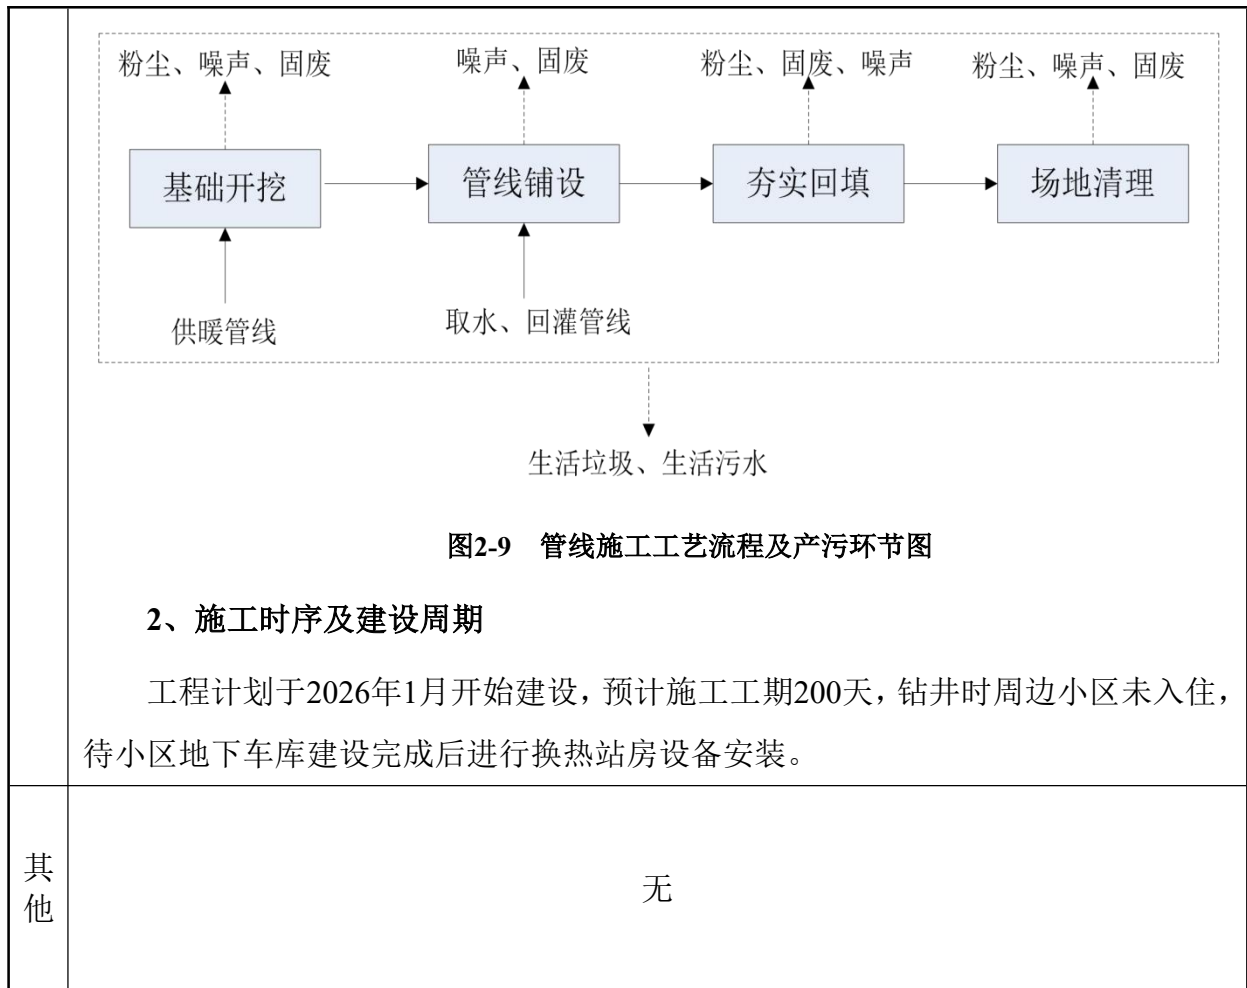 粉尘、噪声、固废
噪声、固废
粉尘、固废、噪声
粉尘、噪声、固废
基础开挖
管线铺设
夯实回填
场地清理
供暖管线
取水、回灌管线
生活垃圾、生活污水
图2-9 管线施工工艺流程及产污环节图
2、施工时序及建设周期
工程计划于2026年1月开始建设，预计施工工期200天，钻井时周边小区未入住，
待小区地下车库建设完成后进行换热站房设备安装。
其他
无